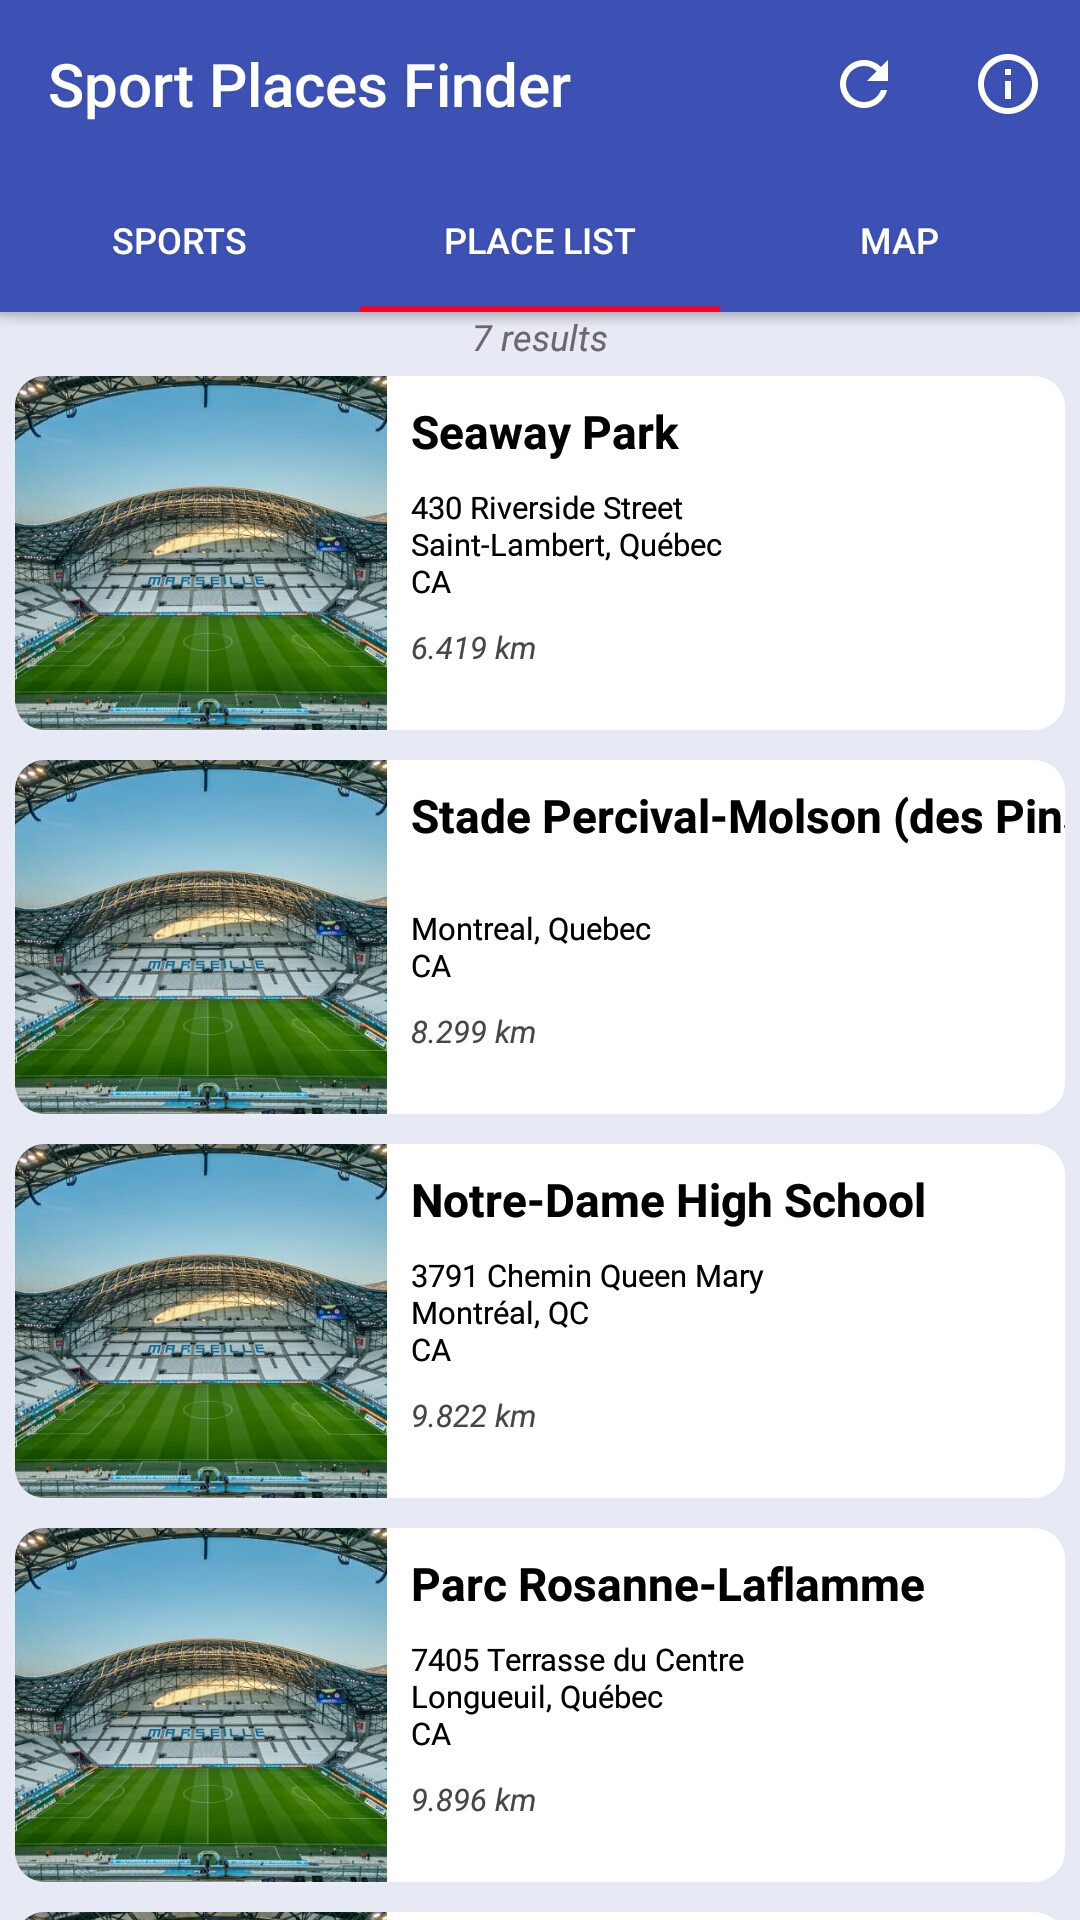 Sport Places Finder
SPORTS
PLACE LIST
MAP
7 results
MARSEILLE
Seaway Park
430 Riverside Street
Saint-Lambert, Québec
CA
6.419 km
MARSEILLE
Stade Percival-Molson (des Pins
Montreal, Quebec
CA
8.299 km
MARSEILLE
Notre-Dame High School
3791 Chemin Queen Mary
Montréal, QC
CA
9.822 km
MARSEILLE
Parc Rosanne-Laflamme
7405 Terrasse du Centre
Longueuil, Québec
CA
9.896 km